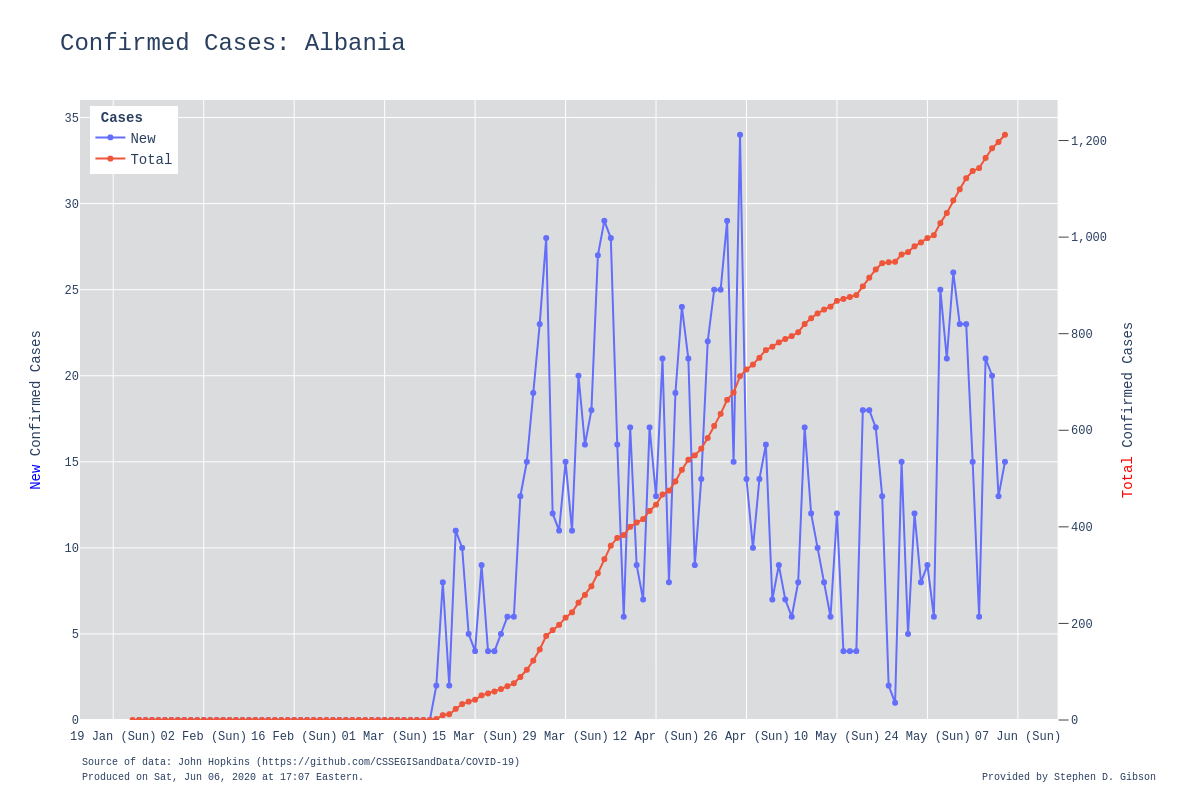 Confirmed Cases: Albania
Cases
New
Total
35
30
25
20
15
10
5
0
1,200
1,000
800
600
400
200
0
New Confirmed Cases
Total Confirmed Cases
19 Jan (Sun) 02 Feb (Sun) 16 Feb (Sun) 01 Mar (Sun) 15 Mar (Sun) 29 Mar (Sun) 12 Apr (Sun) 26 Apr (Sun) 10 May (Sun) 24 May (Sun) 07 Jun (Sun)
Source of data: John Hopkins (https://github.com/CSSEGISandData/COVID-19)
Produced on Sat, Jun 06, 2020 at 17:07 Eastern.
Provided by Stephen D. Gibson